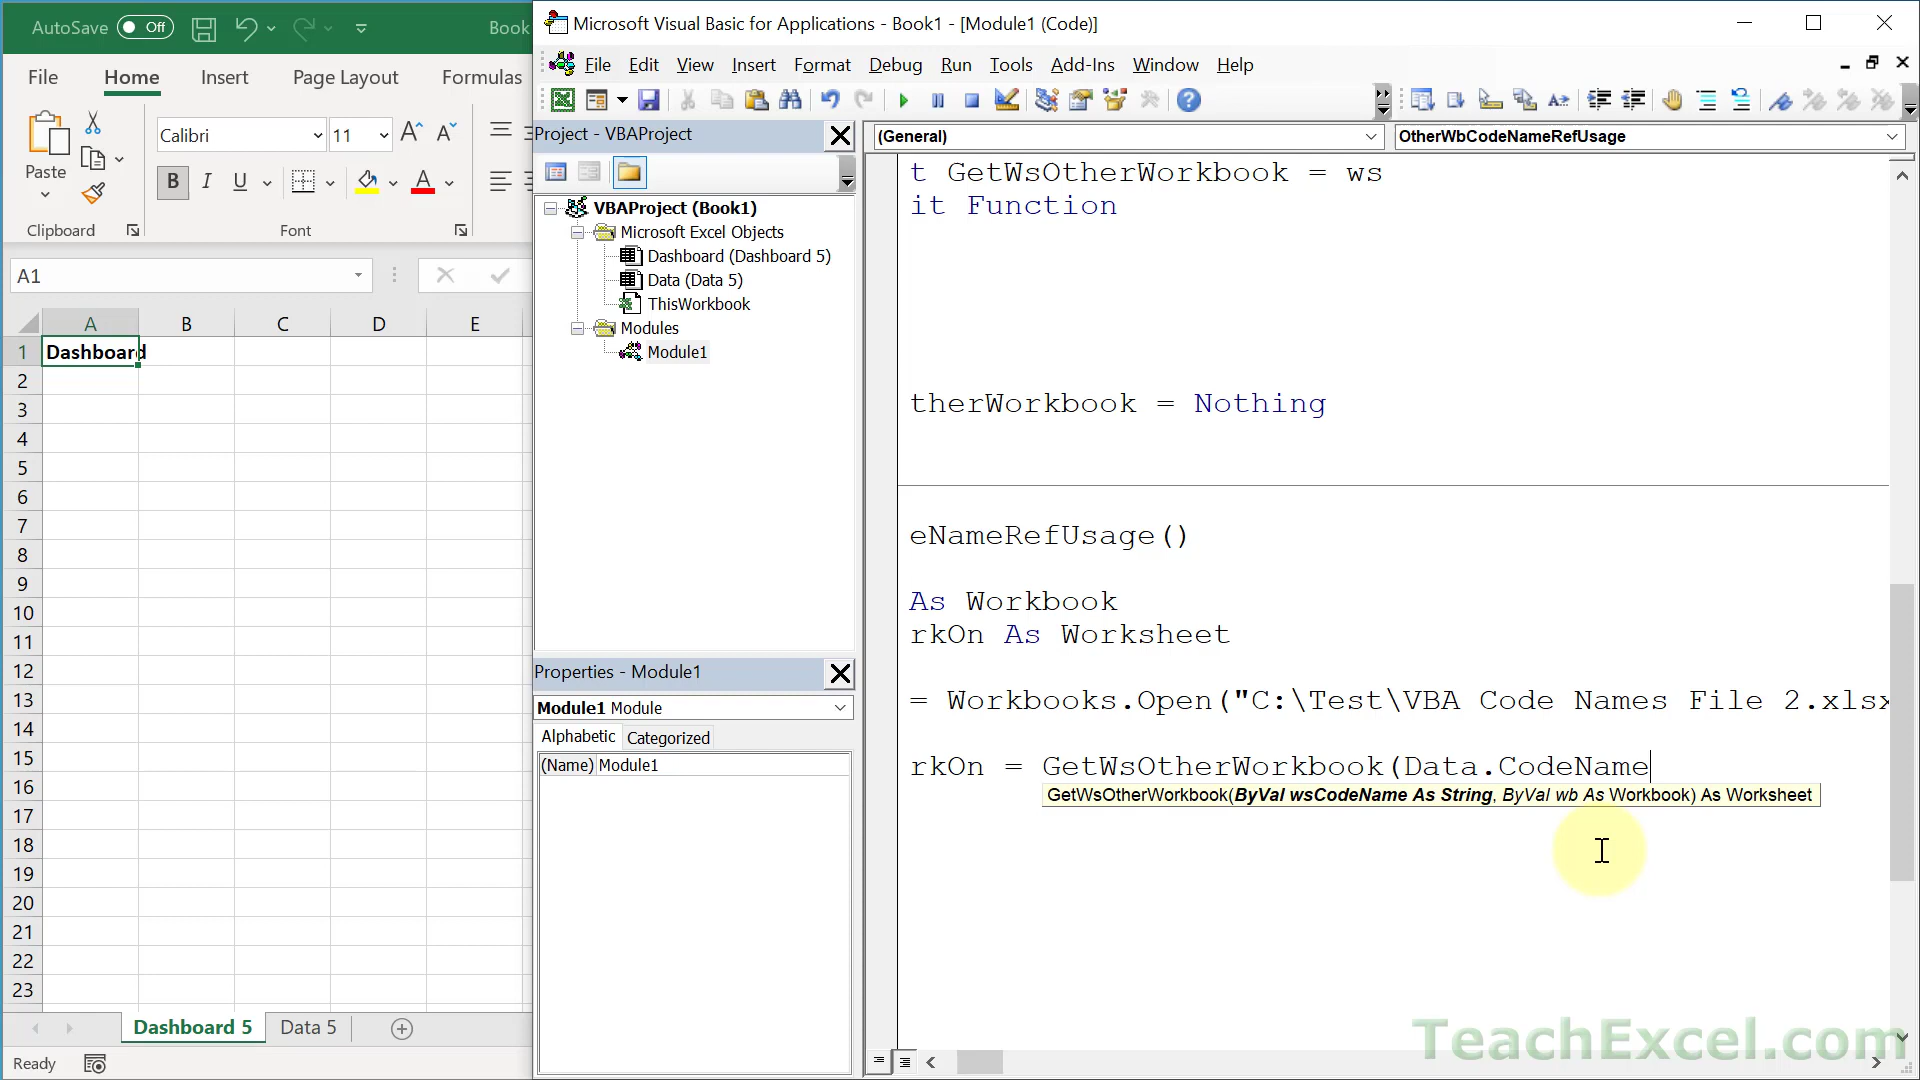 AutoSave Off
Book
File Home Insert Page Layout Formulas
Paste
Calibri 11
B I U
Clipboard Font
A1
A B C D E
1 Dashboard
2
3
4
5
6
7
8
9
10
11
12
13
14
15
16
17
18
19
20
21
22
23
Dashboard 5 Data 5
Ready
Microsoft Visual Basic for Applications - Book1 - [Module1 (Code)]
File Edit View Insert Format Debug Run Tools Add-Ins Window Help
Project - VBAProject
VBAProject (Book1)
Microsoft Excel Objects
Dashboard (Dashboard 5)
Data (Data 5)
ThisWorkbook
Modules
Module1
Properties - Module1
Module1 Module
Alphabetic Categorized
(Name) Module1
(General) OtherWbCodeNameRefUsage
t GetWsOtherWorkbook = ws
it Function
therWorkbook = Nothing
eNameRefUsage()
As Workbook
rkOn As Worksheet
= Workbooks.Open("C:\Test\VBA Code Names File 2.xlsx
rkOn = GetWsOtherWorkbook(Data.CodeName
GetWsOtherWorkbook(ByVal wsCodeName As String, ByVal wb As Workbook) As Worksheet
TeachExcel.com